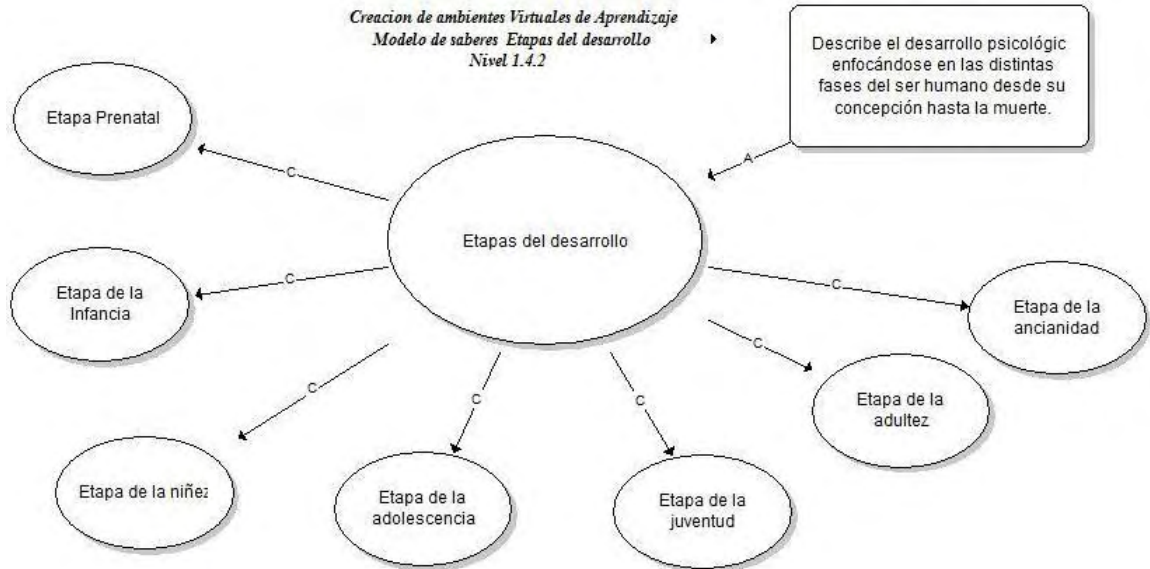 Creacion de ambientes Virtuales de Aprendizaje
Modelo de saberes Etapas del desarrollo
Nivel 1.4.2
Describe el desarrollo psicológic
enfocándose en las distintas
fases del ser humano desde su
concepción hasta la muerte.
A
Etapa Prenatal
C
Etapas del desarrollo
Etapa de la
Infancia
C
C
Etapa de la
ancianidad
C
C
C
C
Etapa de la
adultez
Etapa de la niñez
Etapa de la
adolescencia
Etapa de la
juventud